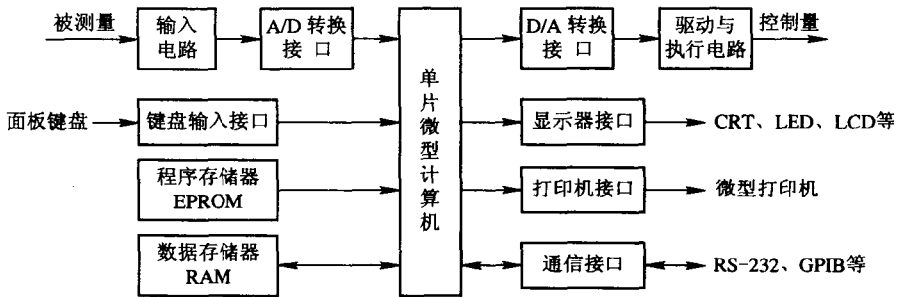 被测量
输入
电路
A/D 转换
接 口
单片微型计算机
D/A 转换
接 口
驱动与
执行电路
控制量
面板键盘
键盘输入接口
显示器接口
CRT、LED、LCD等
程序存储器
EPROM
打印机接口
微型打印机
数据存储器
RAM
通信接口
RS-232、GPIB等